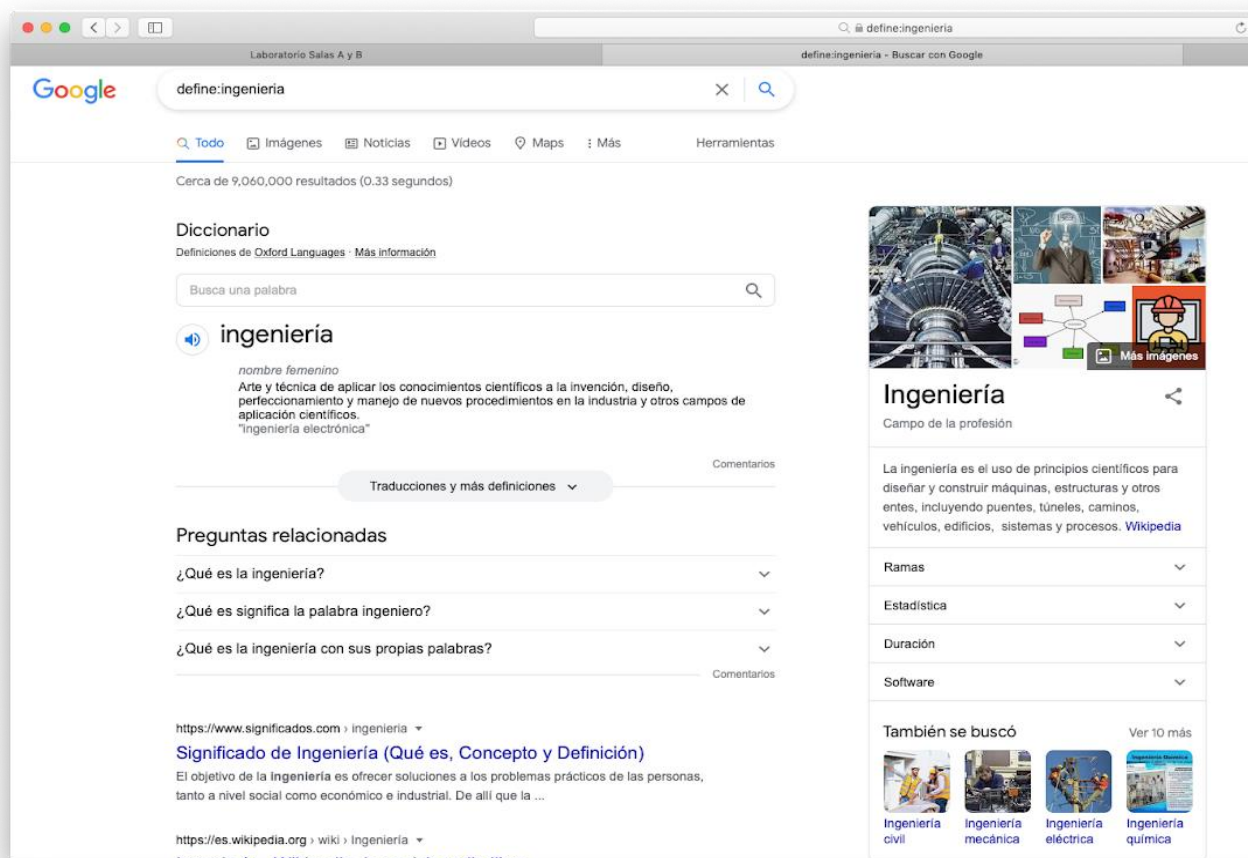 define:ingenieria
Laboratorio Salas A y B
define:ingenieria - Buscar con Google
Google
define:ingenieria
Todo
Imágenes
Noticias
Vídeos
Maps
Más
Herramientas
Cerca de 9,060,000 resultados (0.33 segundos)
Diccionario
Definiciones de Oxford Languages · Más información
Busca una palabra
ingeniería
nombre femenino
Arte y técnica de aplicar los conocimientos científicos a la invención, diseño,
perfeccionamiento y manejo de nuevos procedimientos en la industria y otros campos de
aplicación científicos.
"ingeniería electrónica"
Comentarios
Traducciones y más definiciones
Preguntas relacionadas
¿Qué es la ingeniería?
¿Qué es significa la palabra ingeniero?
¿Qué es la ingeniería con sus propias palabras?
Comentarios
https://www.significados.com › ingenieria
Significado de Ingeniería (Qué es, Concepto y Definición)
El objetivo de la ingeniería es ofrecer soluciones a los problemas prácticos de las personas,
tanto a nivel social como económico e industrial. De allí que la ...
https://es.wikipedia.org › wiki › Ingeniería
Más imágenes
Ingeniería
Campo de la profesión
La ingeniería es el uso de principios científicos para
diseñar y construir máquinas, estructuras y otros
entes, incluyendo puentes, túneles, caminos,
vehículos, edificios, sistemas y procesos. Wikipedia
Ramas
Estadística
Duración
Software
También se buscó
Ver 10 más
Ingeniería
civil
Ingeniería
mecánica
Ingeniería
eléctrica
Ingeniería
química